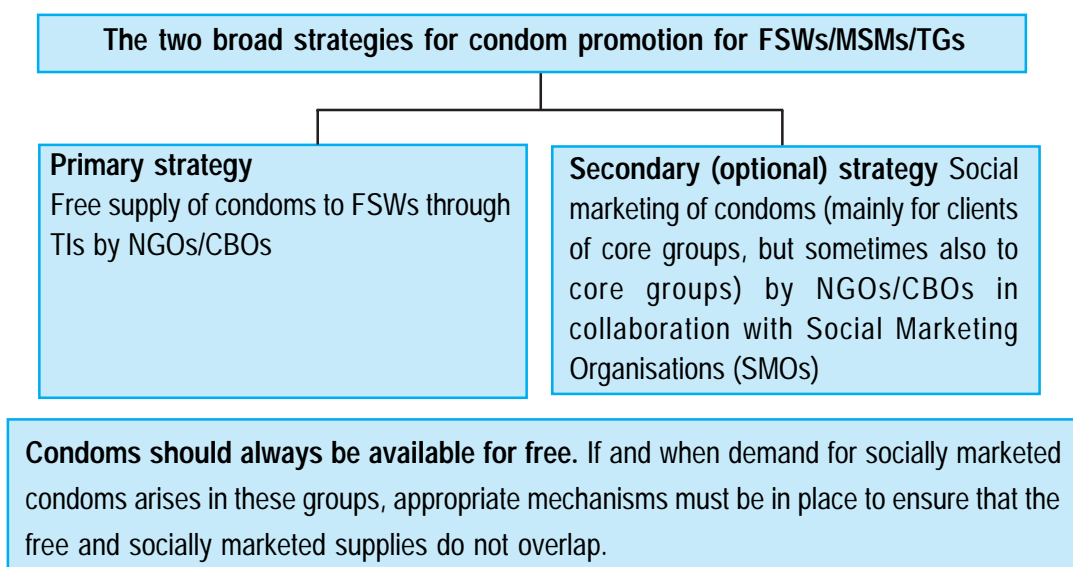 The two broad strategies for condom promotion for FSWs/MSMs/TGs
Primary strategy
Free supply of condoms to FSWs through
TIs by NGOs/CBOs
Secondary (optional) strategy Social
marketing of condoms (mainly for clients
of core groups, but sometimes also to
core groups) by NGOs/CBOs in
collaboration with Social Marketing
Organisations (SMOs)
Condoms should always be available for free. If and when demand for socially marketed
condoms arises in these groups, appropriate mechanisms must be in place to ensure that the
free and socially marketed supplies do not overlap.